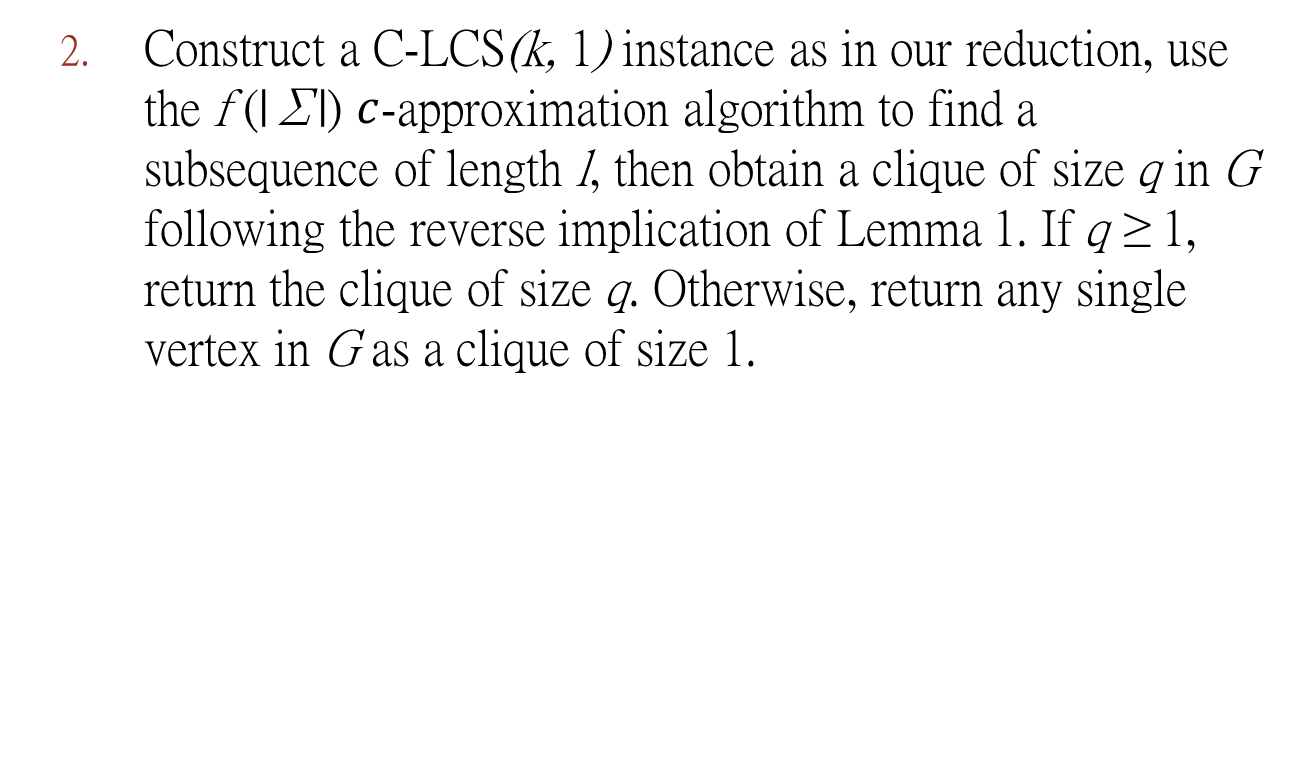 2. Construct a C-LCS(k, 1) instance as in our reduction, use
the f(| Σ|) c-approximation algorithm to find a
subsequence of length l, then obtain a clique of size q in G
following the reverse implication of Lemma 1. If q ≥ 1,
return the clique of size q. Otherwise, return any single
vertex in G as a clique of size 1.